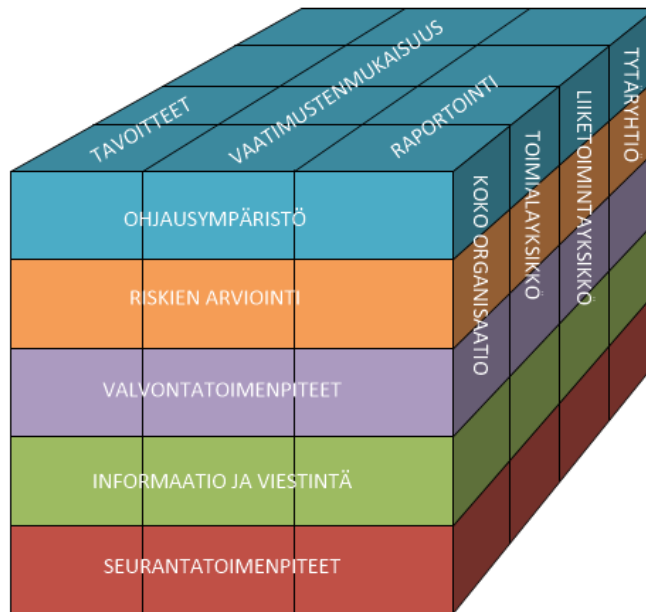 TAVOITTEET
VAATIMUSTENMUKAISUUS
RAPORTOINTI
OHJAUSYMPÄRISTÖ
RISKIEN ARVIOINTI
VALVONTATOIMENPITEET
INFORMAATIO JA VIESTINTÄ
SEURANTATOIMENPITEET
KOKO ORGANISAATIO
TOIMIALAYKSIKKÖ
LIIKETOIMINTAYKSIKKÖ
TYTÄRYHTIÖ